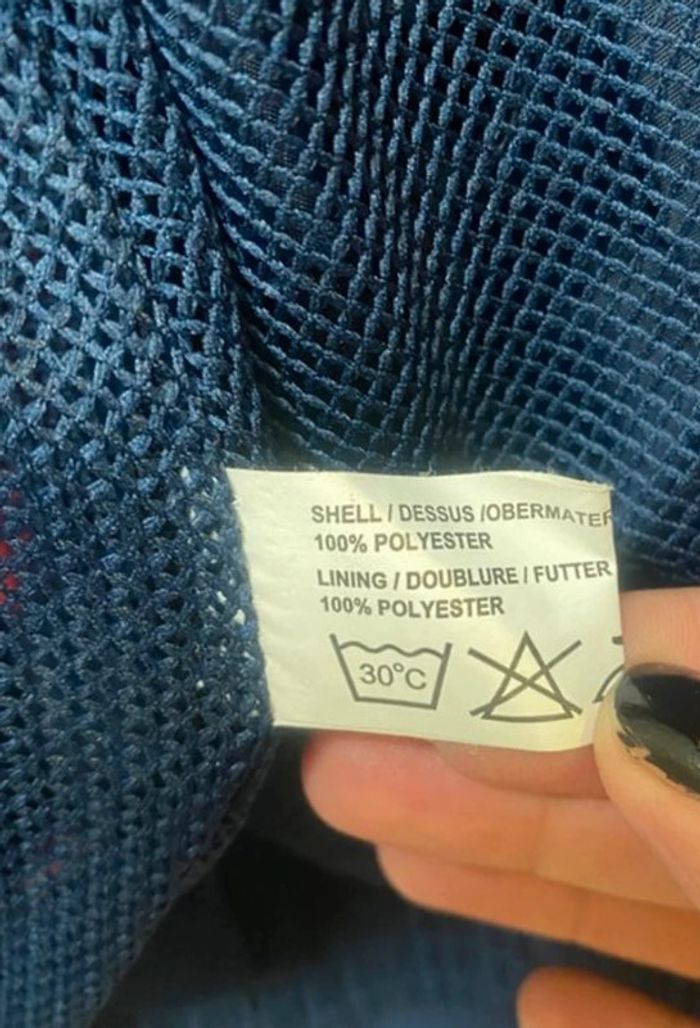 SHELL / DESSUS /OBERMATER
100% POLYESTER
LINING / DOUBLURE / FUTTER
100% POLYESTER
30°C